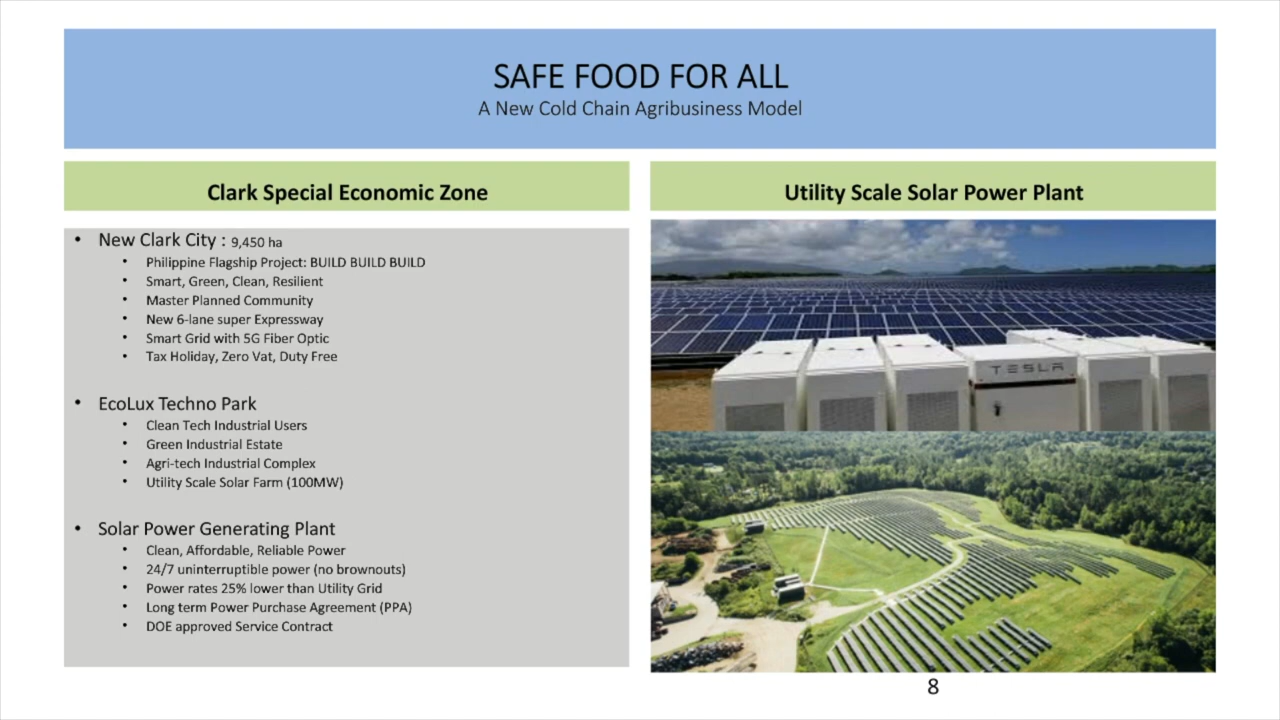 SAFE FOOD FOR ALL
A New Cold Chain Agribusiness Model
Clark Special Economic Zone
• New Clark City : 9,450 ha
• Philippine Flagship Project: BUILD BUILD BUILD
• Smart, Green, Clean, Resilient
• Master Planned Community
• New 6-lane super Expressway
• Smart Grid with 5G Fiber Optic
• Tax Holiday, Zero Vat, Duty Free
• EcoLux Techno Park
• Clean Tech Industrial Users
• Green Industrial Estate
• Agri-tech Industrial Complex
• Utility Scale Solar Farm (100MW)
• Solar Power Generating Plant
• Clean, Affordable, Reliable Power
• 24/7 uninterruptible power (no brownouts)
• Power rates 25% lower than Utility Grid
• Long term Power Purchase Agreement (PPA)
• DOE approved Service Contract
Utility Scale Solar Power Plant
TESLA
8